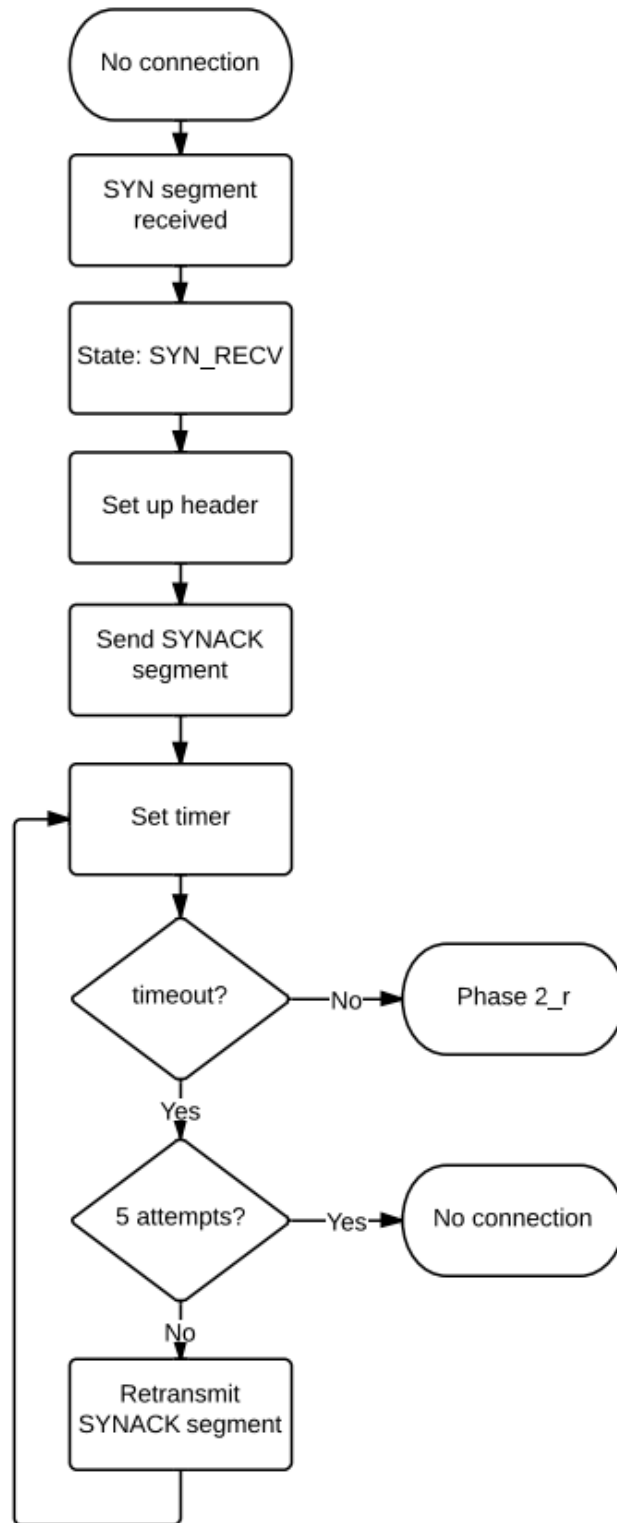 No connection
SYN segment
received
State: SYN_RECV
Set up header
Send SYNACK
segment
Set timer
timeout?
No
Phase 2_r
Yes
5 attempts?
Yes
No connection
No
Retransmit
SYNACK segment